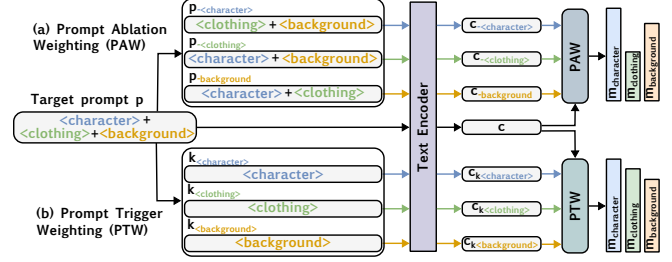 (a) Prompt Ablation
Weighting (PAW)
Target prompt p
<character> +
<clothing>+<background>
(b) Prompt Trigger
Weighting (PTW)
p-<character>
<clothing> + <background>
p-<clothing>
<character> + <background>
p-background
<character> + <clothing>
k<character>
<character>
k<clothing>
<clothing>
k<background>
<background>
Text Encoder
c-<character>
c-<clothing>
c-background
c
ck<character>
ck<clothing>
ck<background>
PAW
PTW
mcharacter
mclothing
mbackground
mcharacter
mclothing
mbackground